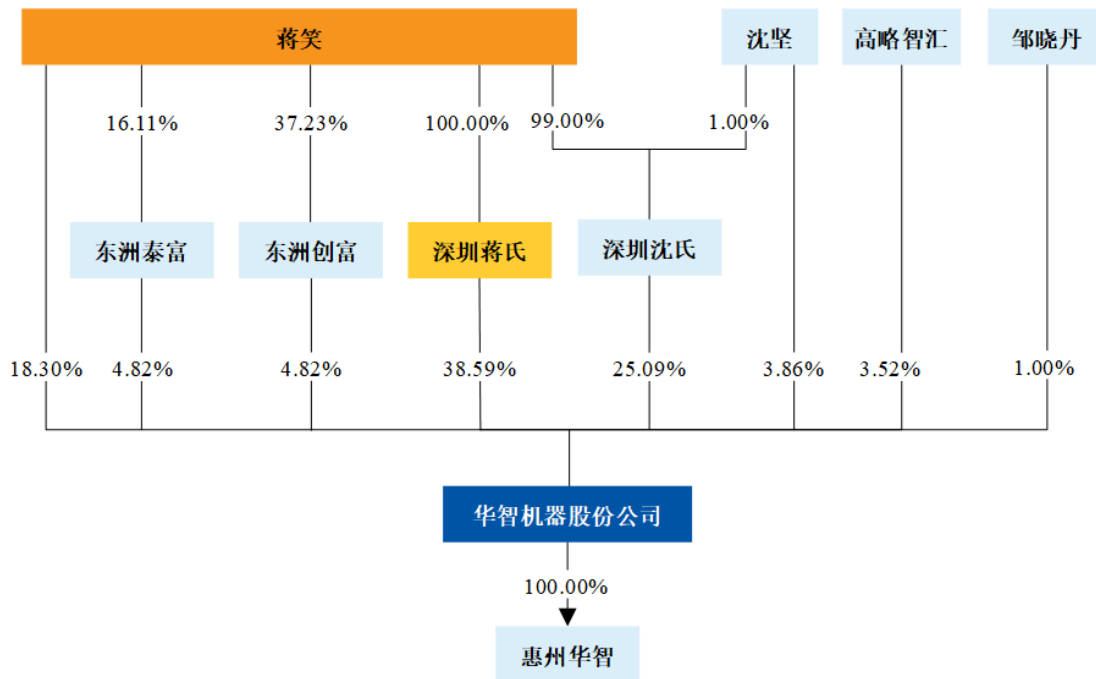 蒋笑
沈坚
高略智汇
邹晓丹
16.11%
37.23%
100.00%
99.00%
1.00%
东洲泰富
东洲创富
深圳蒋氏
深圳沈氏
18.30%
4.82%
4.82%
38.59%
25.09%
3.86%
3.52%
1.00%
华智机器股份公司
100.00%
惠州华智